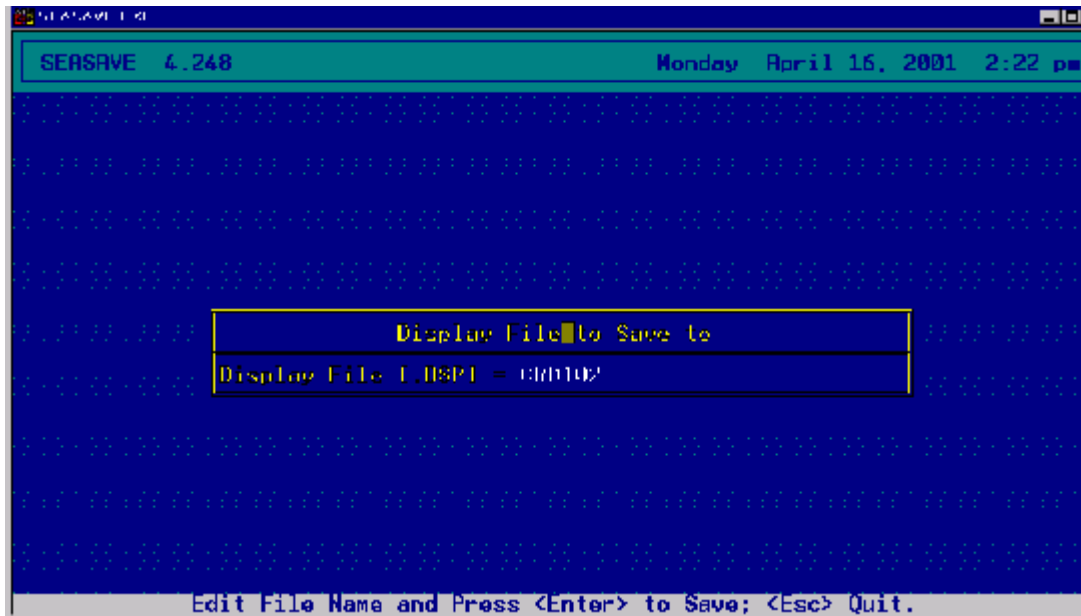 SEASAVE 4.248 Monday April 16, 2001 2:22 pm
Display File to Save to
Display File [.DSP] =
Edit File Name and Press <Enter> to Save; <Esc> Quit.